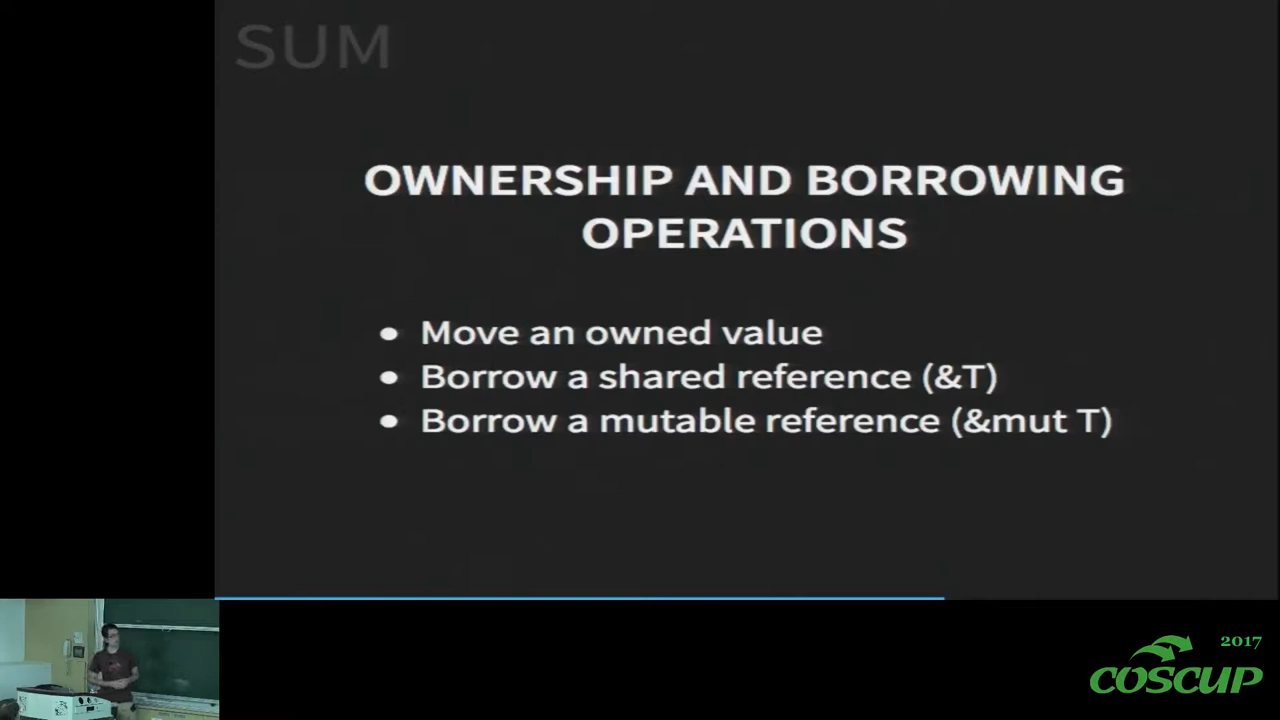 SUM
OWNERSHIP AND BORROWING
OPERATIONS
• Move an owned value
• Borrow a shared reference (&T)
• Borrow a mutable reference (&mut T)
2017
COSCUP